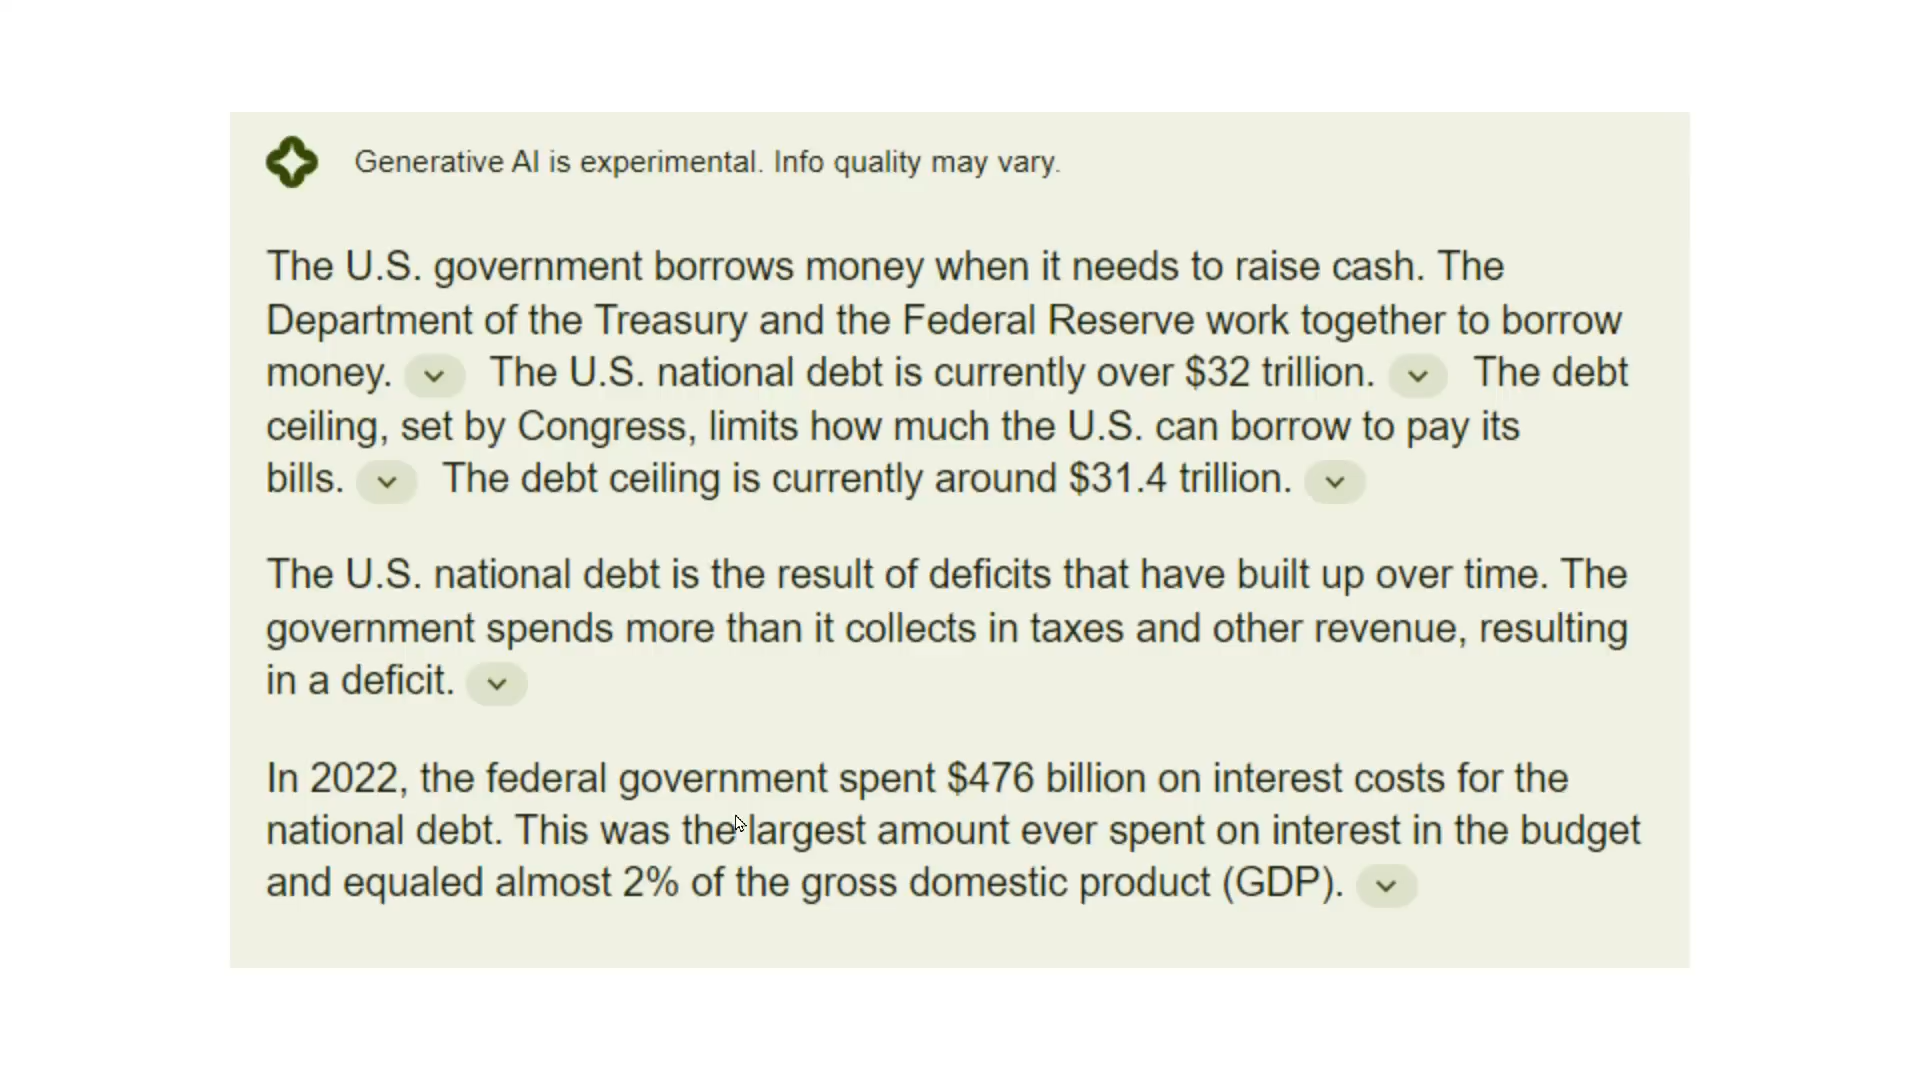 Generative AI is experimental. Info quality may vary.
The U.S. government borrows money when it needs to raise cash. The
Department of the Treasury and the Federal Reserve work together to borrow
money. The U.S. national debt is currently over $32 trillion. The debt
ceiling, set by Congress, limits how much the U.S. can borrow to pay its
bills. The debt ceiling is currently around $31.4 trillion.
The U.S. national debt is the result of deficits that have built up over time. The
government spends more than it collects in taxes and other revenue, resulting
in a deficit.
In 2022, the federal government spent $476 billion on interest costs for the
national debt. This was the largest amount ever spent on interest in the budget
and equaled almost 2% of the gross domestic product (GDP).